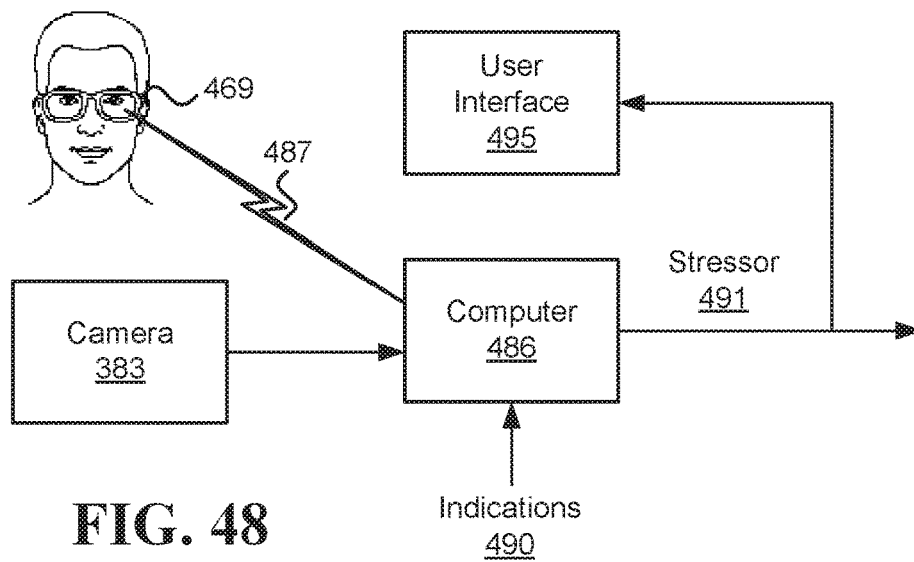 469
487
User
Interface
495
Stressor
491
Camera
383
Computer
486
Indications
490
FIG. 48